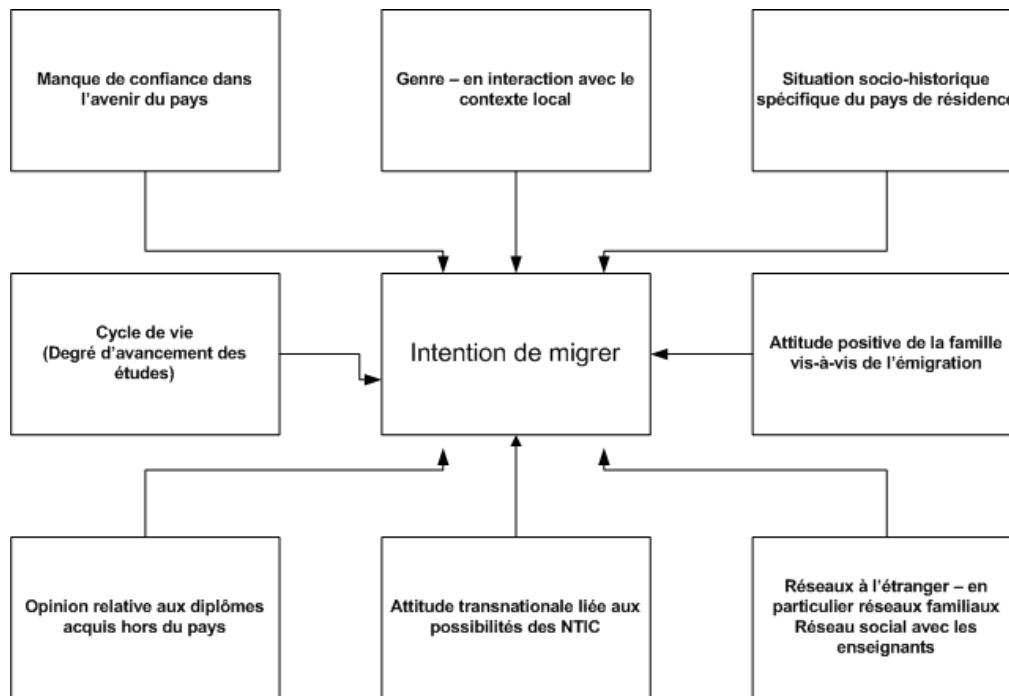 Manque de confiance dans
l'avenir du pays
Genre – en interaction avec le
contexte local
Situation socio-historique
spécifique du pays de résidence
Cycle de vie
(Degré d'avancement des
études)
Intention de migrer
Attitude positive de la famille
vis-à-vis de l'émigration
Opinion relative aux diplômes
acquis hors du pays
Attitude transnationale liée aux
possibilités des NTIC
Réseaux à l'étranger – en
particulier réseaux familiaux
Réseau social avec les
enseignants